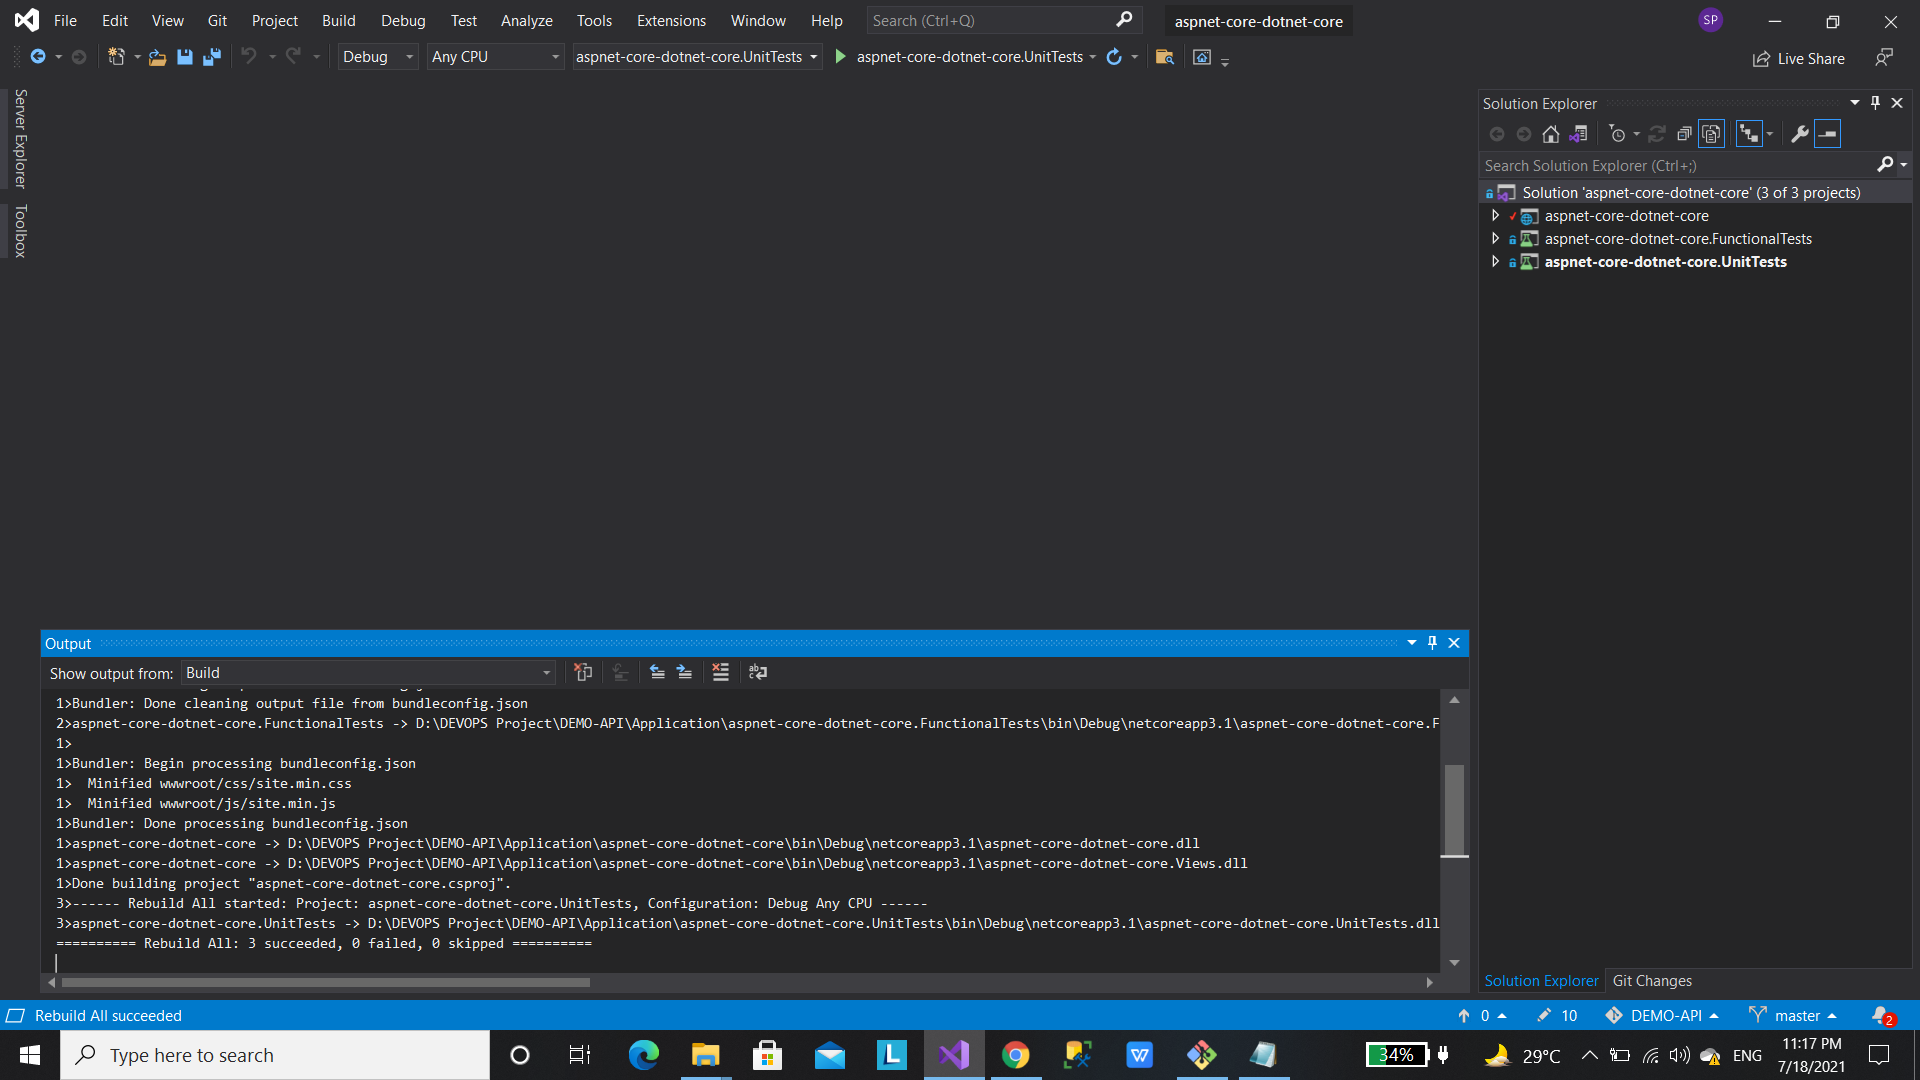 File Edit View Git Project Build Debug Test Analyze Tools Extensions Window Help Search (Ctrl+Q) aspnet-core-dotnet-core SP
Debug Any CPU aspnet-core-dotnet-core.UnitTests aspnet-core-dotnet-core.UnitTests Live Share
Server Explorer
Toolbox
Solution Explorer
Search Solution Explorer (Ctrl+;)
Solution 'aspnet-core-dotnet-core' (3 of 3 projects)
aspnet-core-dotnet-core
aspnet-core-dotnet-core.FunctionalTests
aspnet-core-dotnet-core.UnitTests
Output
Show output from: Build
1>Bundler: Done cleaning output file from bundleconfig.json
2>aspnet-core-dotnet-core.FunctionalTests -> D:\DEVOPS Project\DEMO-API\Application\aspnet-core-dotnet-core.FunctionalTests\bin\Debug\netcoreapp3.1\aspnet-core-dotnet-core.F
1>
1>Bundler: Begin processing bundleconfig.json
1>  Minified wwwroot/css/site.min.css
1>  Minified wwwroot/js/site.min.js
1>Bundler: Done processing bundleconfig.json
1>aspnet-core-dotnet-core -> D:\DEVOPS Project\DEMO-API\Application\aspnet-core-dotnet-core\bin\Debug\netcoreapp3.1\aspnet-core-dotnet-core.dll
1>aspnet-core-dotnet-core -> D:\DEVOPS Project\DEMO-API\Application\aspnet-core-dotnet-core\bin\Debug\netcoreapp3.1\aspnet-core-dotnet-core.Views.dll
1>Done building project "aspnet-core-dotnet-core.csproj".
3>------ Rebuild All started: Project: aspnet-core-dotnet-core.UnitTests, Configuration: Debug Any CPU ------
3>aspnet-core-dotnet-core.UnitTests -> D:\DEVOPS Project\DEMO-API\Application\aspnet-core-dotnet-core.UnitTests\bin\Debug\netcoreapp3.1\aspnet-core-dotnet-core.UnitTests.dll
========== Rebuild All: 3 succeeded, 0 failed, 0 skipped ==========
Solution Explorer Git Changes
Rebuild All succeeded 0 10 DEMO-API master 2
Type here to search L W 34% 29°C ENG 11:17 PM
7/18/2021